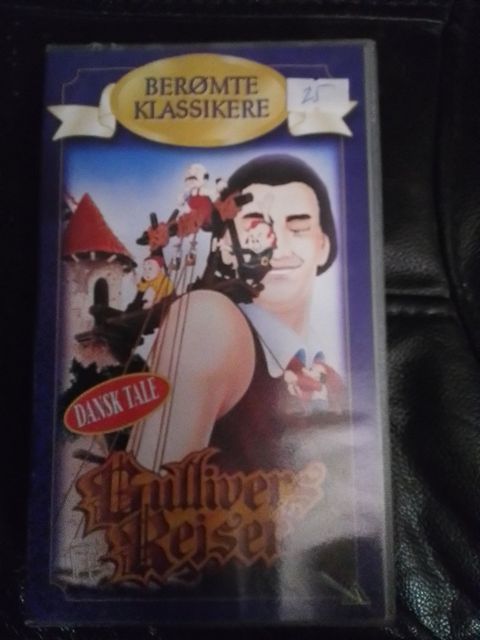 BERØMTE
KLASSIKERE
25
DANSK TALE
Gullivers
Rejser